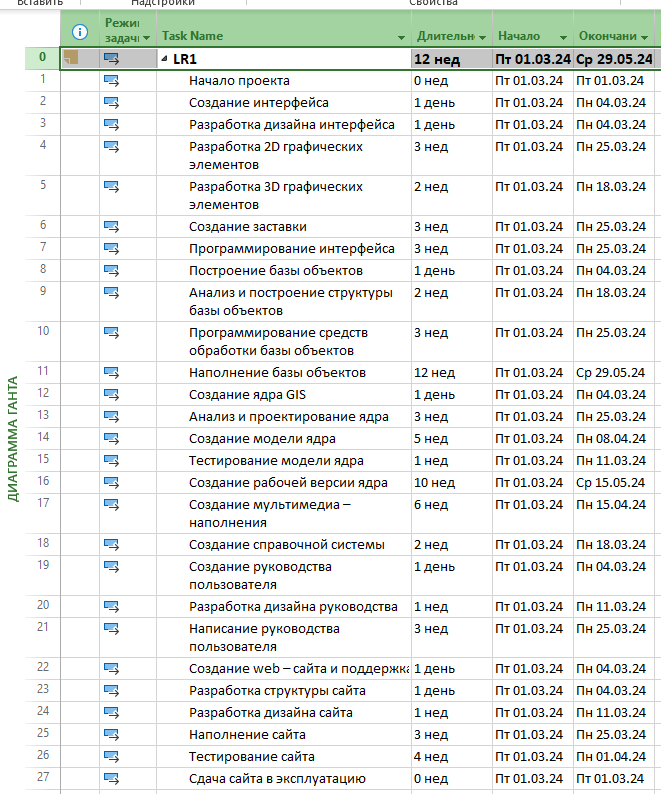 Вставить Надстройки Свойства
Режим задачи Task Name Длительн Начало Окончани
0 LR1 12 нед Пт 01.03.24 Ср 29.05.24
1 Начало проекта 0 нед Пт 01.03.24 Пт 01.03.24
2 Создание интерфейса 1 день Пт 01.03.24 Пн 04.03.24
3 Разработка дизайна интерфейса 1 день Пт 01.03.24 Пн 04.03.24
4 Разработка 2D графических 3 нед Пт 01.03.24 Пн 25.03.24
элементов
5 Разработка 3D графических 2 нед Пт 01.03.24 Пн 18.03.24
элементов
6 Создание заставки 3 нед Пт 01.03.24 Пн 25.03.24
7 Программирование интерфейса 3 нед Пт 01.03.24 Пн 25.03.24
8 Построение базы объектов 1 день Пт 01.03.24 Пн 04.03.24
9 Анализ и построение структуры 2 нед Пт 01.03.24 Пн 18.03.24
базы объектов
10 Программирование средств 3 нед Пт 01.03.24 Пн 25.03.24
обработки базы объектов
11 Наполнение базы объектов 12 нед Пт 01.03.24 Ср 29.05.24
12 Создание ядра GIS 1 день Пт 01.03.24 Пн 04.03.24
13 Анализ и проектирование ядра 3 нед Пт 01.03.24 Пн 25.03.24
14 Создание модели ядра 5 нед Пт 01.03.24 Пн 08.04.24
15 Тестирование модели ядра 1 нед Пт 01.03.24 Пн 11.03.24
16 Создание рабочей версии ядра 10 нед Пт 01.03.24 Ср 15.05.24
17 Создание мультимедиа – 6 нед Пт 01.03.24 Пн 15.04.24
наполнения
18 Создание справочной системы 2 нед Пт 01.03.24 Пн 18.03.24
19 Создание руководства 1 день Пт 01.03.24 Пн 04.03.24
пользователя
20 Разработка дизайна руководства 1 нед Пт 01.03.24 Пн 11.03.24
21 Написание руководства 3 нед Пт 01.03.24 Пн 25.03.24
пользователя
22 Создание web – сайта и поддержка 1 день Пт 01.03.24 Пн 04.03.24
23 Разработка структуры сайта 1 день Пт 01.03.24 Пн 04.03.24
24 Разработка дизайна сайта 1 нед Пт 01.03.24 Пн 11.03.24
25 Наполнение сайта 3 нед Пт 01.03.24 Пн 25.03.24
26 Тестирование сайта 4 нед Пт 01.03.24 Пн 01.04.24
27 Сдача сайта в эксплуатацию 0 нед Пт 01.03.24 Пт 01.03.24
ДИАГРАММА ГАНТА